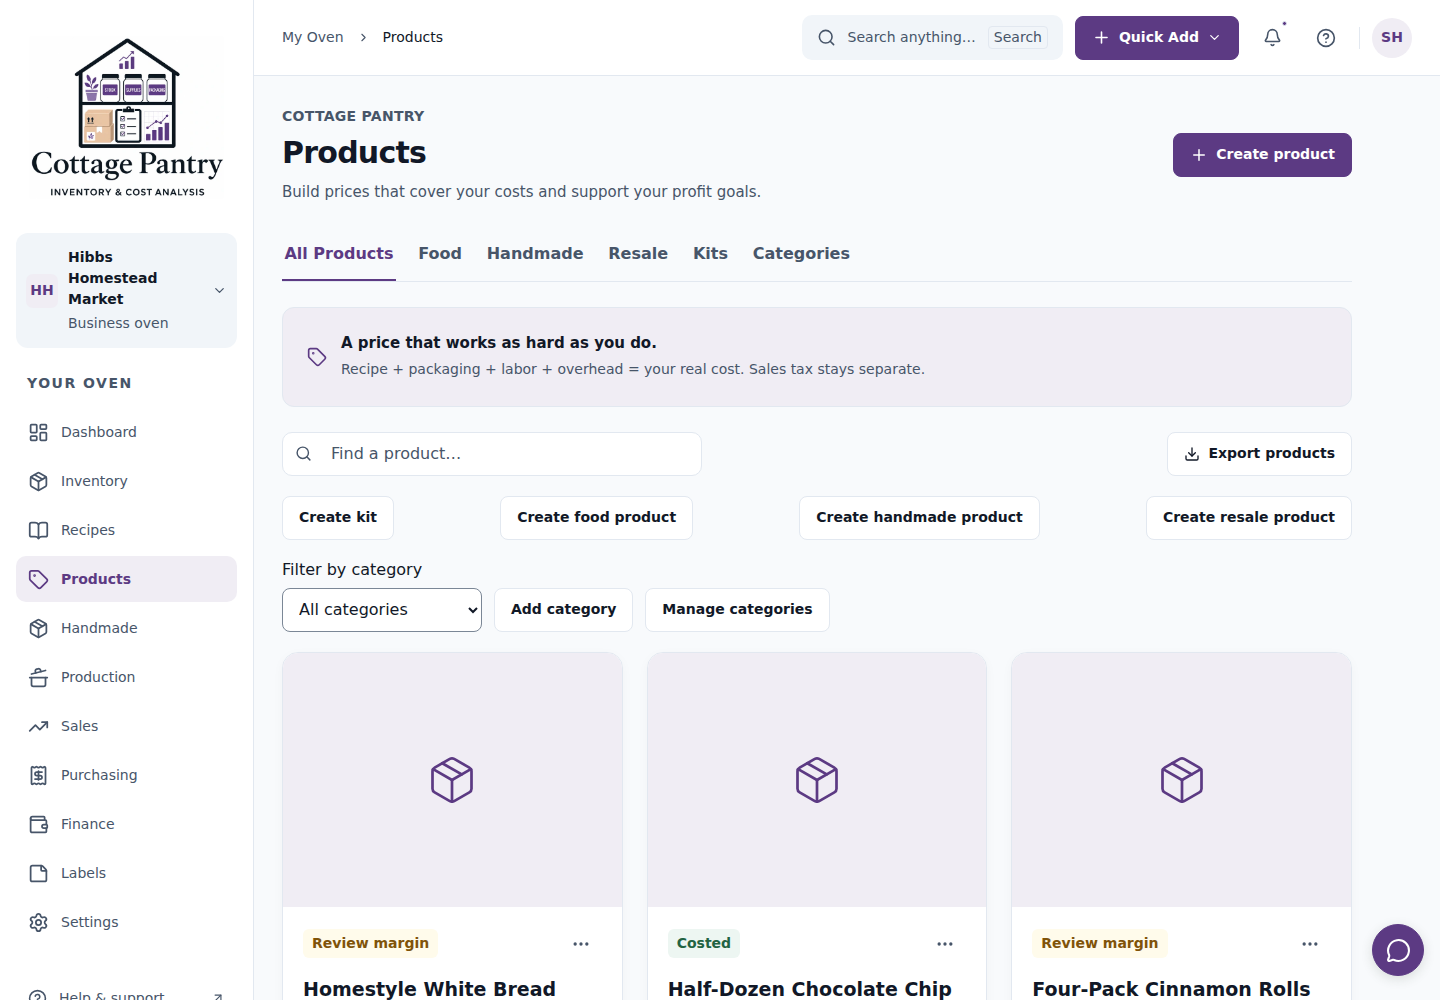 Cottage Pantry
INVENTORY & COST ANALYSIS
HH
Hibbs
Homestead
Market
Business oven
YOUR OVEN
Dashboard
Inventory
Recipes
Products
Handmade
Production
Sales
Purchasing
Finance
Labels
Settings
Help & support
My Oven > Products
Search anything… Search
Quick Add
SH
COTTAGE PANTRY
Products
Build prices that cover your costs and support your profit goals.
Create product
All Products Food Handmade Resale Kits Categories
A price that works as hard as you do.
Recipe + packaging + labor + overhead = your real cost. Sales tax stays separate.
Find a product…
Export products
Create kit Create food product Create handmade product Create resale product
Filter by category
All categories Add category Manage categories
Review margin
Homestyle White Bread
Costed
Half-Dozen Chocolate Chip
Review margin
Four-Pack Cinnamon Rolls